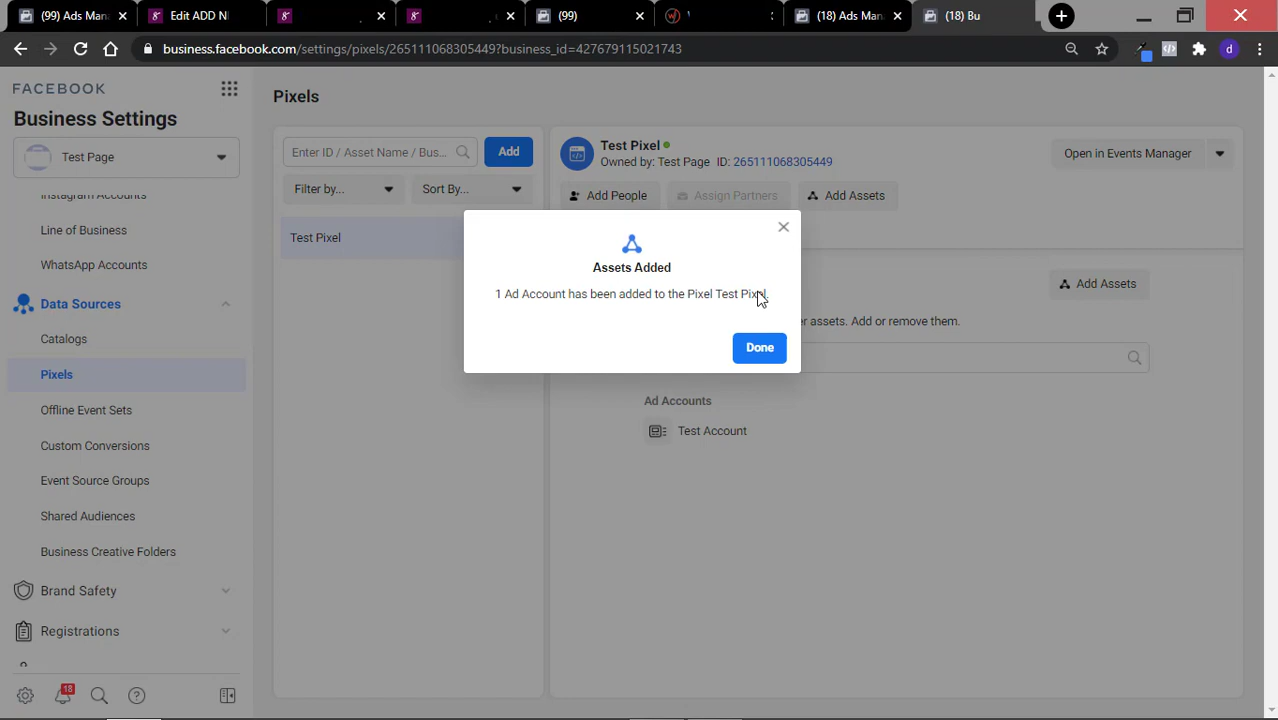 (99) Ads Man
Edit ADD N
(99)
(18) Ads Man
(18) Bu
business.facebook.com/settings/pixels/265111068305449?business_id=427679115021743
d
FACEBOOK
Business Settings
Test Page
Instagram Accounts
Line of Business
WhatsApp Accounts
Data Sources
Catalogs
Pixels
Offline Event Sets
Custom Conversions
Event Source Groups
Shared Audiences
Business Creative Folders
Brand Safety
Registrations
18
Pixels
Enter ID / Asset Name / Bus...
Add
Filter by...
Sort By...
Test Pixel
Test Pixel
Owned by: Test Page ID: 265111068305449
Open in Events Manager
Add People
Assign Partners
Add Assets
Add Assets
er assets. Add or remove them.
Ad Accounts
Test Account
Assets Added
1 Ad Account has been added to the Pixel Test Pixel.
Done